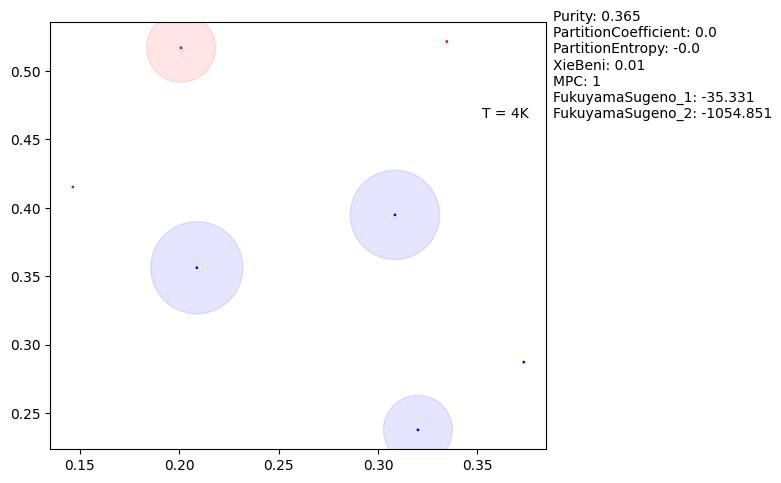 Purity: 0.365
PartitionCoefficient: 0.0
PartitionEntropy: -0.0
XieBeni: 0.01
MPC: 1
FukuyamaSugeno_1: -35.331
FukuyamaSugeno_2: -1054.851
T = 4K
0.50
0.45
0.40
0.35
0.30
0.25
0.15 0.20 0.25 0.30 0.35